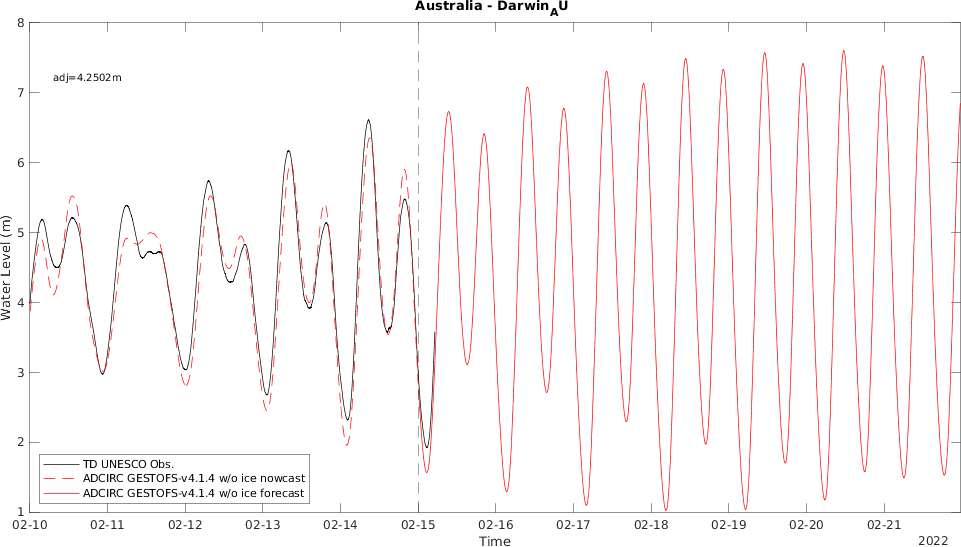 Australia - Darwin_AU
8
adj=4.2502m
7
6
5
Water Level (m)
4
3
2
TD UNESCO Obs.
ADCIRC GESTOFS-v4.1.4 w/o ice nowcast
ADCIRC GESTOFS-v4.1.4 w/o ice forecast
1
02-10 02-11 02-12 02-13 02-14 02-15 02-16 02-17 02-18 02-19 02-20 02-21
Time
2022